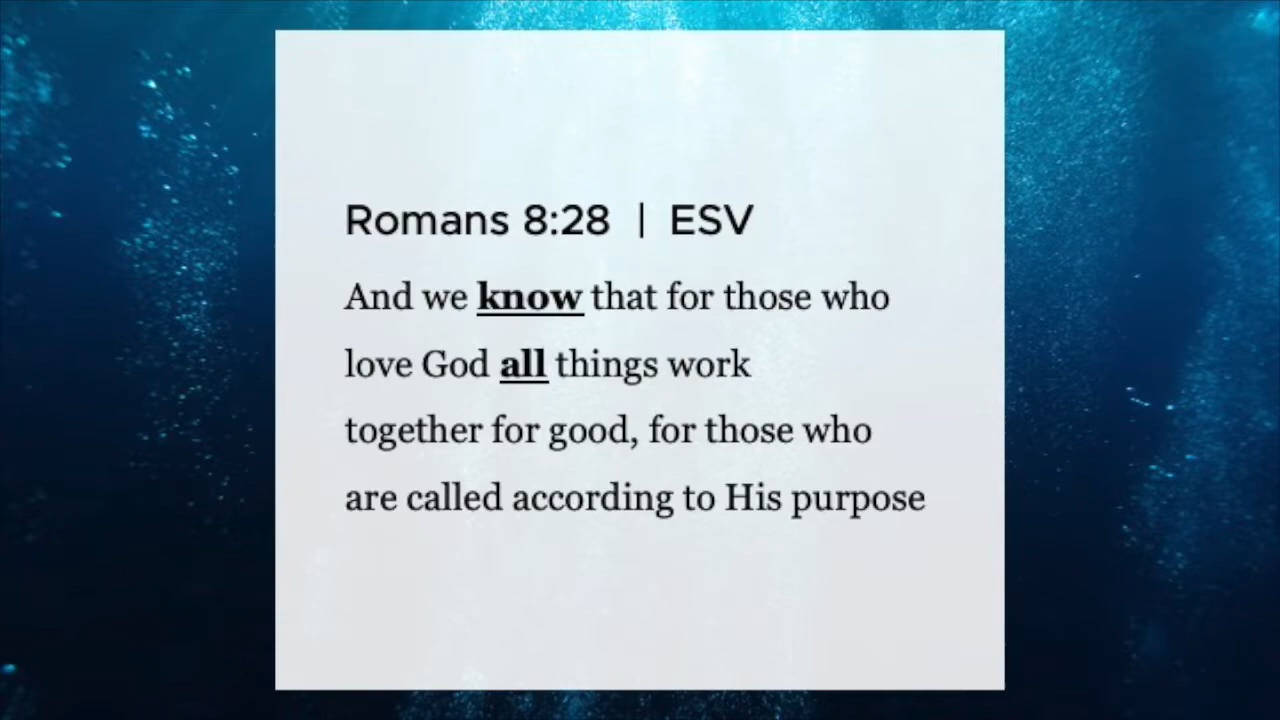 Romans 8:28 | ESV
And we know that for those who
love God all things work
together for good, for those who
are called according to His purpose